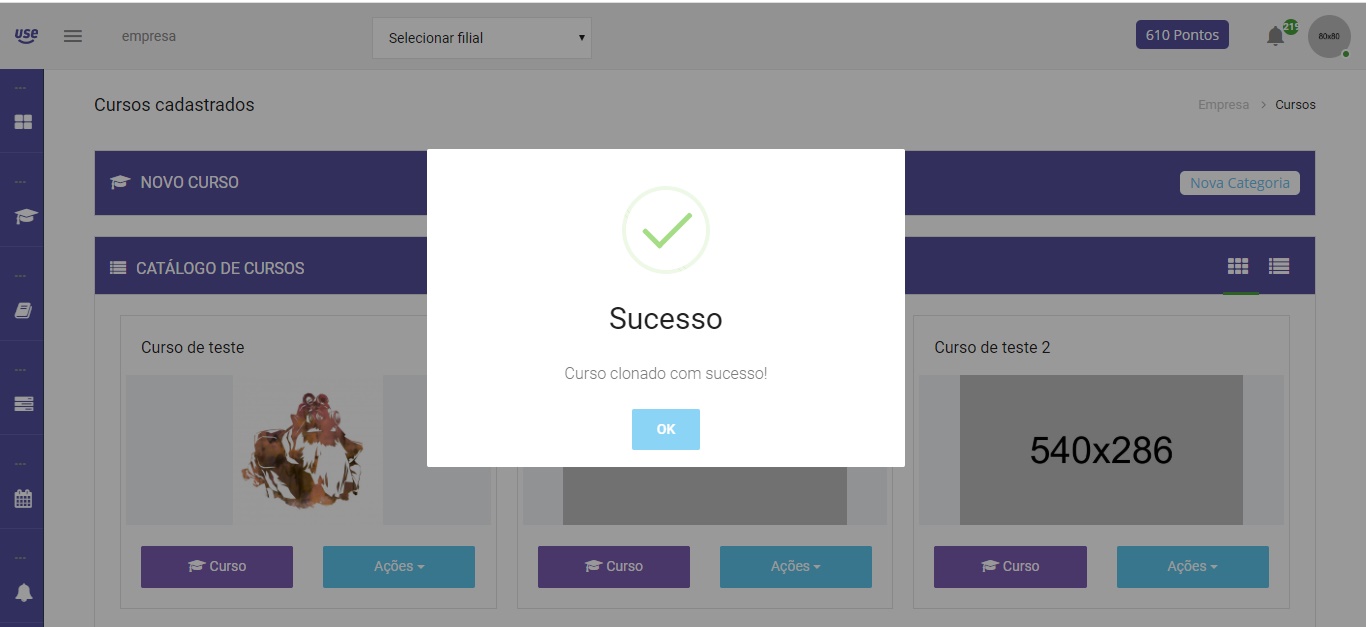 use
empresa
Selecionar filial
610 Pontos
219
80x80
Cursos cadastrados
Empresa > Cursos
NOVO CURSO
Nova Categoria
CATÁLOGO DE CURSOS
Sucesso
Curso clonado com sucesso!
OK
Curso de teste
Curso de teste 2
540x286
Curso
Ações
Curso
Ações
Curso
Ações